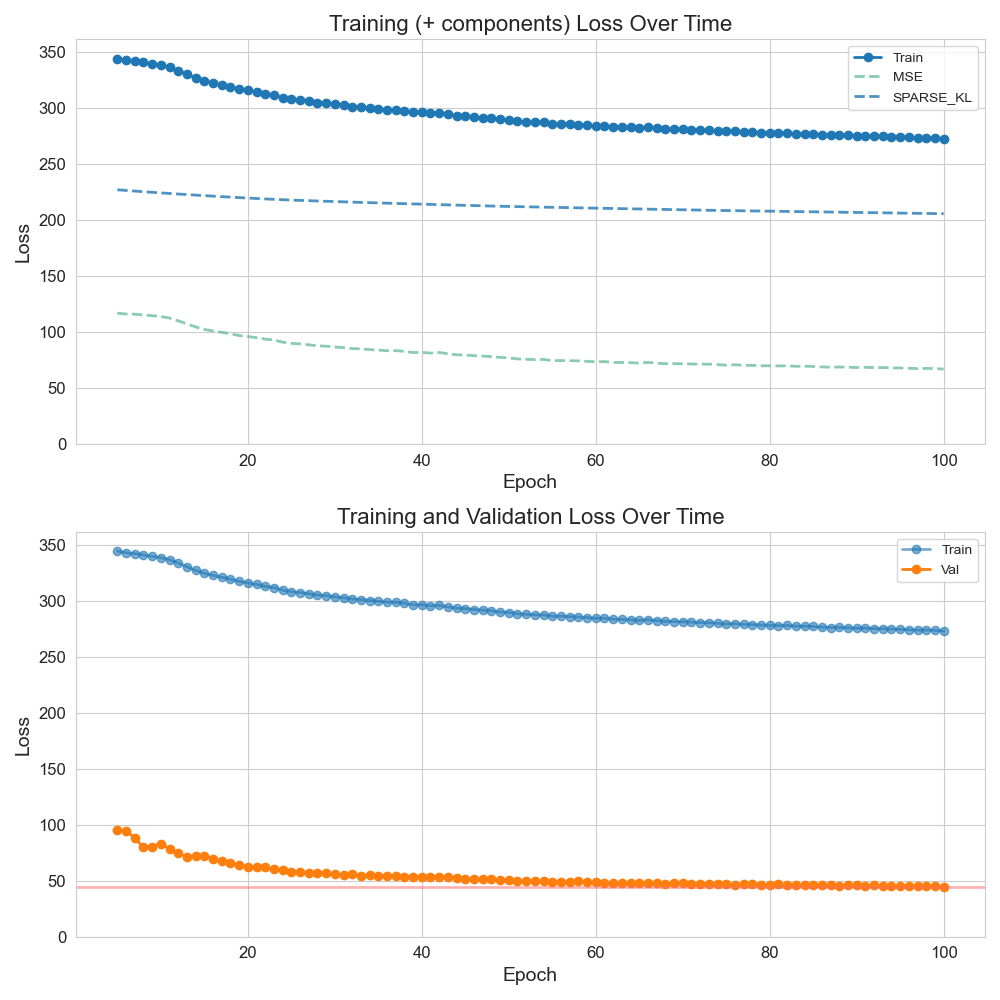 Training (+ components) Loss Over Time
350
300
250
200
150
100
50
0
Loss
Train
MSE
SPARSE_KL
20 40 60 80 100
Epoch
Training and Validation Loss Over Time
350
300
250
200
150
100
50
0
Loss
Train
Val
20 40 60 80 100
Epoch